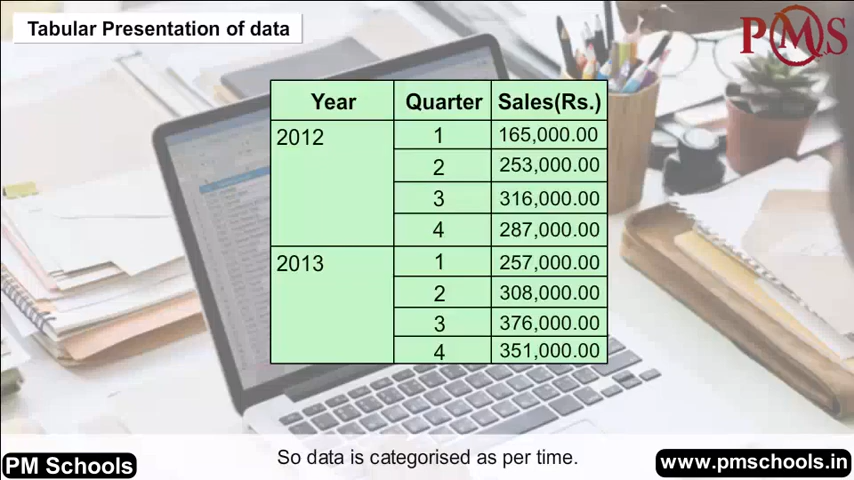 Tabular Presentation of data
PMS
Year Quarter Sales(Rs.)
2012 1 165,000.00
2 253,000.00
3 316,000.00
4 287,000.00
2013 1 257,000.00
2 308,000.00
3 376,000.00
4 351,000.00
So data is categorised as per time.
PM Schools
www.pmschools.in